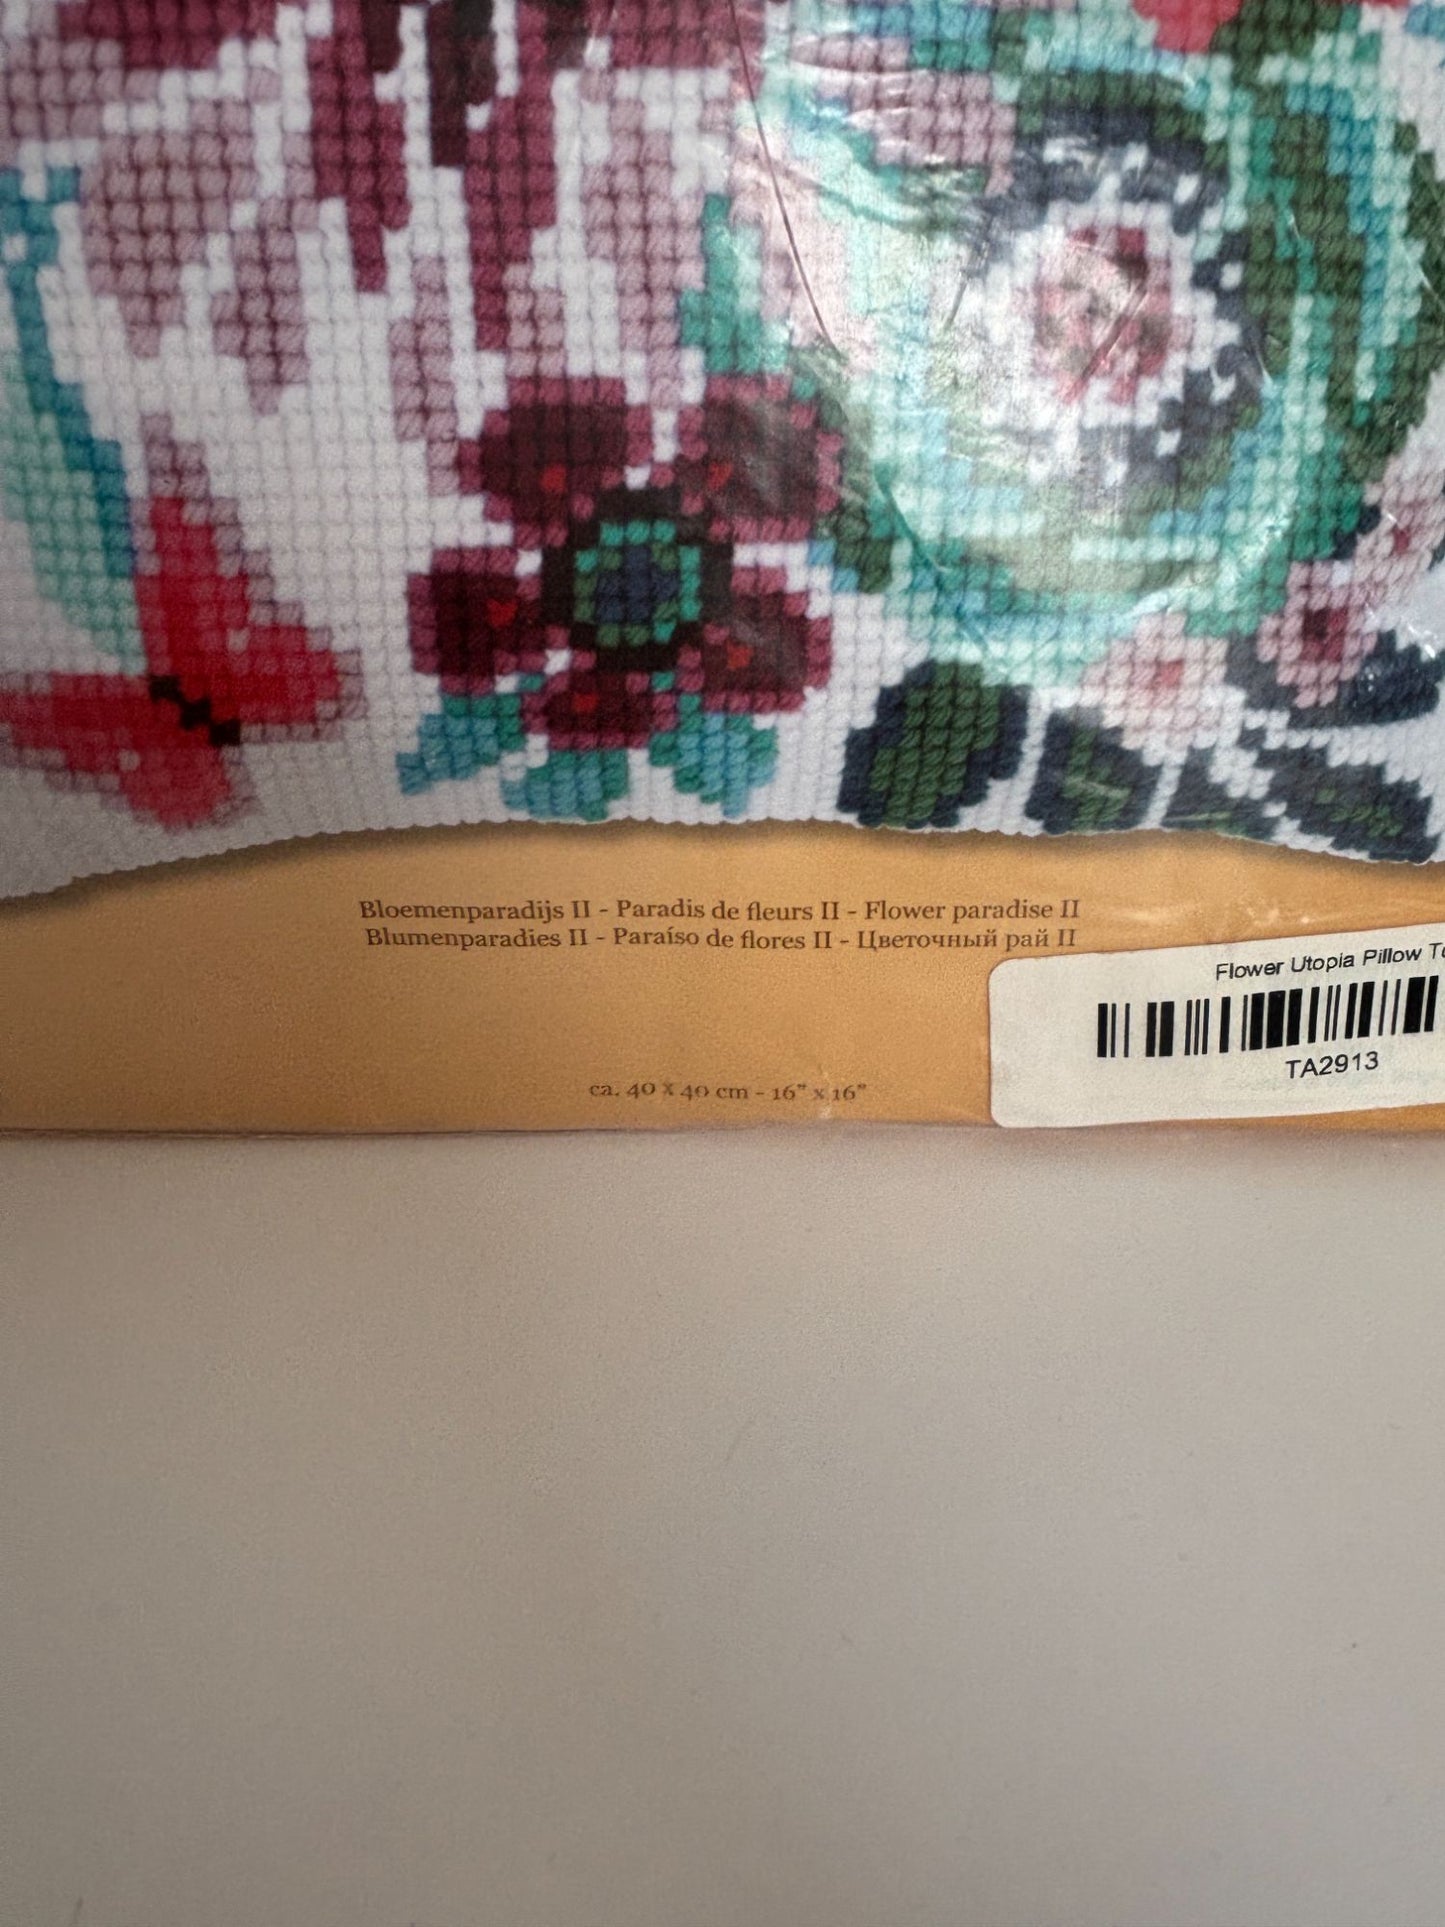 Bloemenparadijs II - Paradis de fleurs II - Flower paradise II
Blumenparadies II - Paraíso de flores II - Цветочный рай II
Flower Utopia Pillow
TA2913
ca. 40 x 40 cm - 16" x 16"